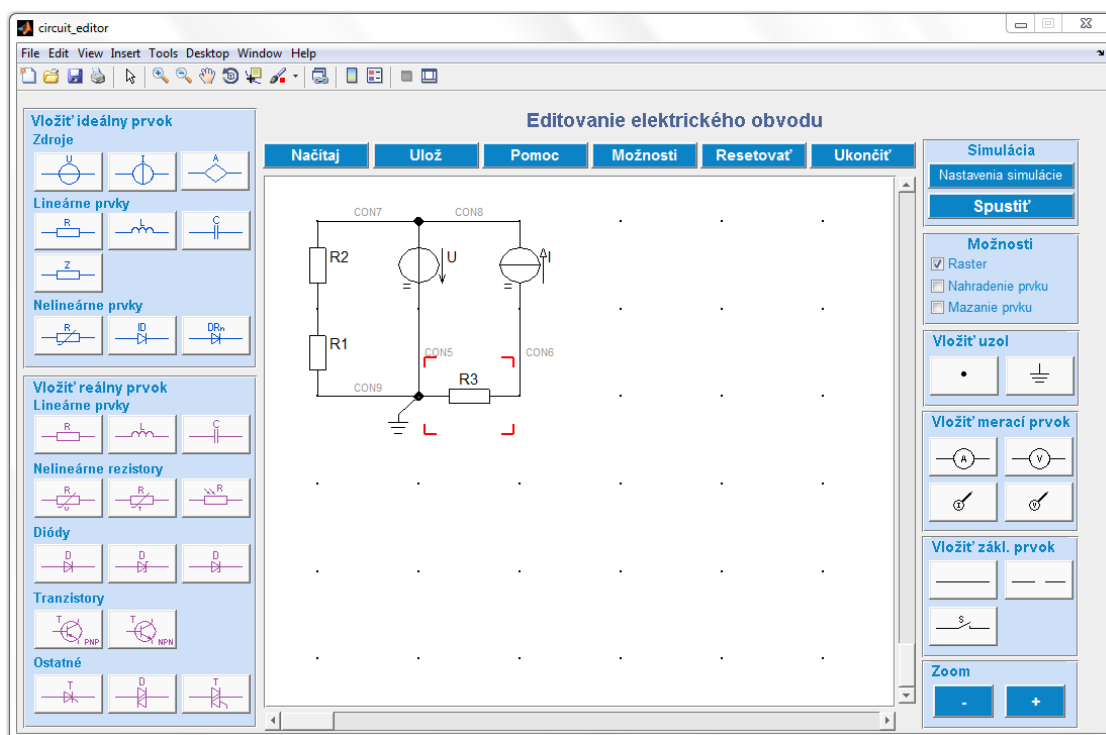 circuit_editor
File Edit View Insert Tools Desktop Window Help
Editovanie elektrického obvodu
Načítaj Ulož Pomoc Možnosti Resetovať Ukončiť
Vložiť ideálny prvok
Zdroje
U I A
Lineárne prvky
R L C
Z
Nelineárne prvky
R ID DRn
Vložiť reálny prvok
Lineárne prvky
R L C
Nelineárne rezistory
R U R T R
Diódy
D D D
Tranzistory
T PNP T NPN
Ostatné
T D T
CON7 CON8
R2 U I
= =
R1 CON5 CON6
R3
CON9
Simulácia
Nastavenia simulácie
Spustiť
Možnosti
Raster
Nahradenie prvku
Mazanie prvku
Vložiť uzol
Vložiť merací prvok
A V
I V
Vložiť zákl. prvok
S
Zoom
- +